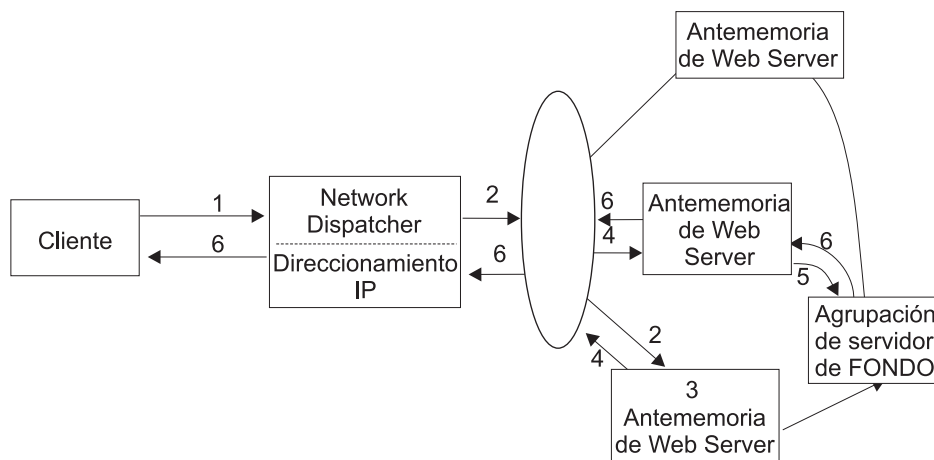 Antememoria
de Web Server
Cliente
1
6
Network
Dispatcher
Direccionamiento
IP
2
6
6
4
Antememoria
de Web
Server
6
5
Agrupación
de servidor
de FONDO
2
4
3
Antememoria
de Web Server